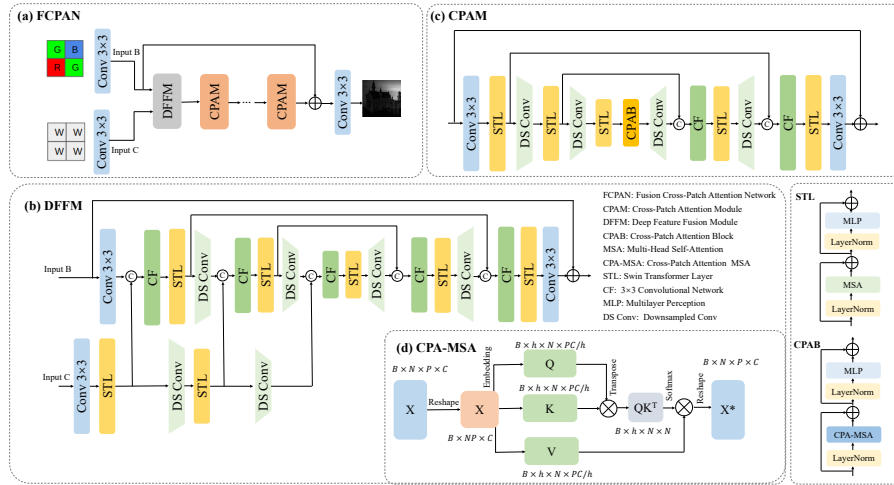 (a) FCPAN
G B
R G
Conv 3×3
Input B
W W
W W
Conv 3×3
Input C
DFFM
CPAM
...
CPAM
Conv 3×3
(c) CPAM
Conv 3×3
STL
DS Conv
STL
DS Conv
STL
CPAB
DS Conv
C
CF
STL
DS Conv
C
CF
STL
Conv 3×3
(b) DFFM
Input B
Conv 3×3
C
CF
STL
DS Conv
C
CF
STL
DS Conv
C
CF
STL
DS Conv
C
CF
STL
DS Conv
C
CF
STL
Conv 3×3
Input C
Conv 3×3
STL
DS Conv
STL
DS Conv
FCPAN: Fusion Cross-Patch Attention Network
CPAM: Cross-Patch Attention Module
DFFM: Deep Feature Fusion Module
CPAB: Cross-Patch Attention Block
MSA: Multi-Head Self-Attention
CPA-MSA: Cross-Patch Attention MSA
STL: Swin Transformer Layer
CF: 3×3 Convolutional Network
MLP: Multilayer Perception
DS Conv: Downsampled Conv
(d) CPA-MSA
B × N × P × C
X
Reshape
X
B × NP × C
Embedding
B × h × N × PC/h
Q
B × h × N × PC/h
K
V
B × h × N × PC/h
Transpose
QKᵀ
B × h × N × N
Softmax
Reshape
B × N × P × C
X*
STL
MLP
LayerNorm
MSA
LayerNorm
CPAB
MLP
LayerNorm
CPA-MSA
LayerNorm